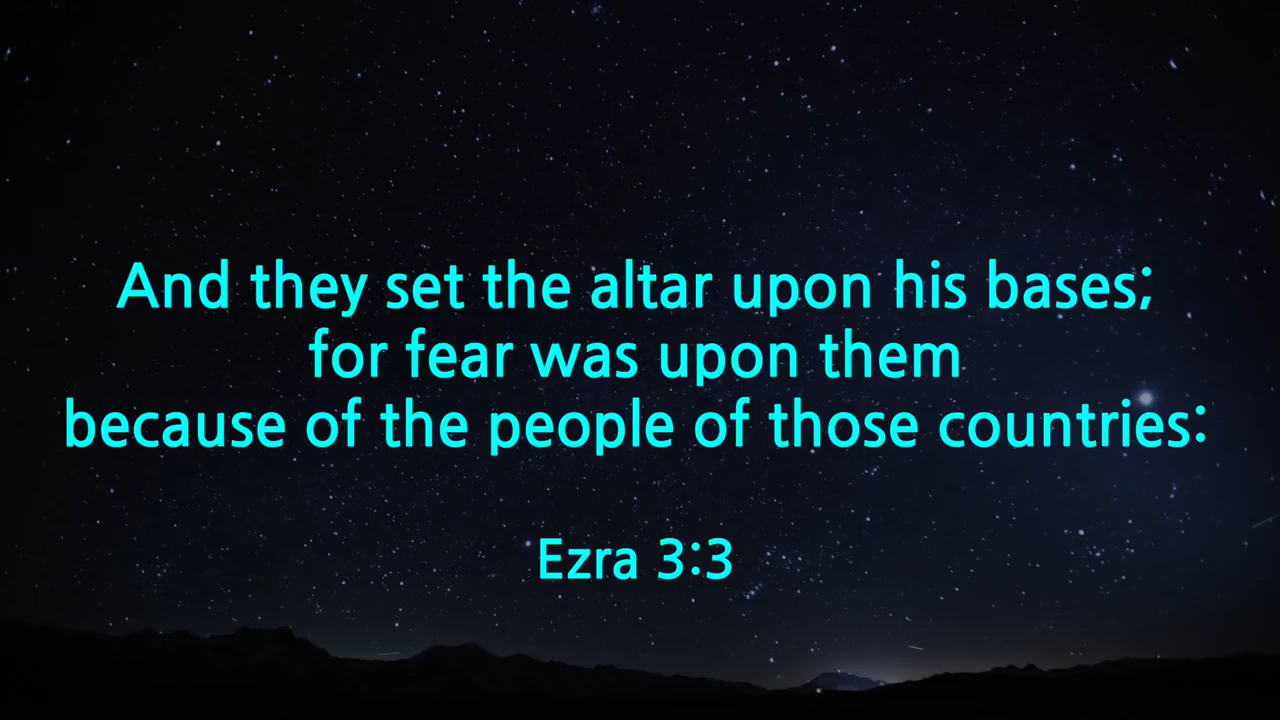 And they set the altar upon his bases;
for fear was upon them
because of the people of those countries:
Ezra 3:3